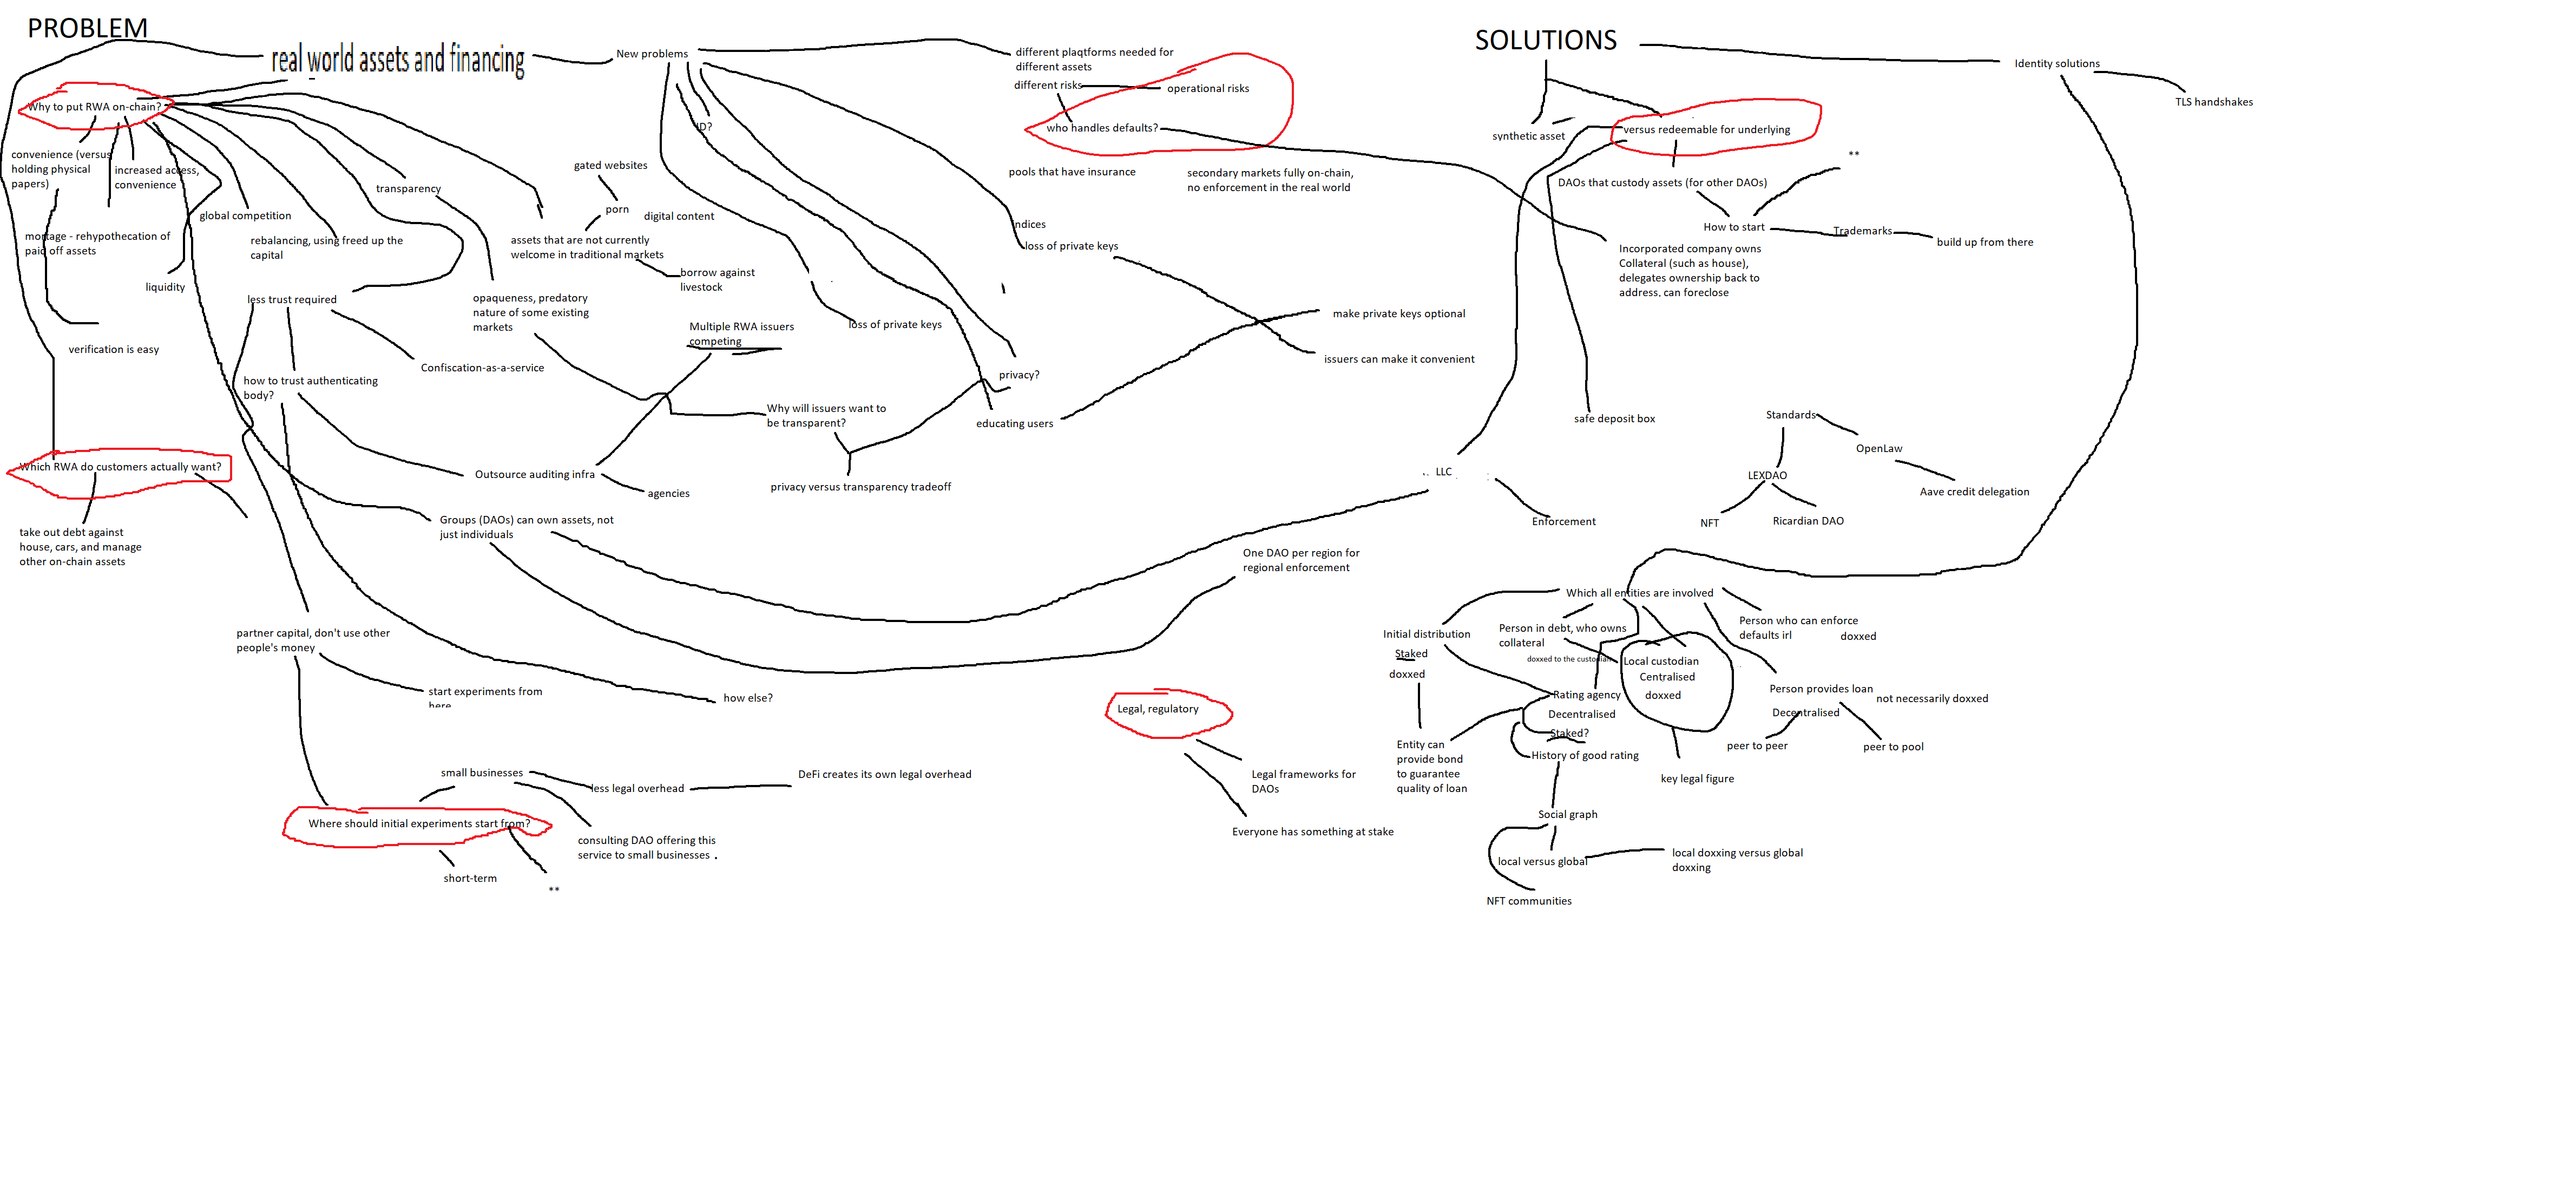 PROBLEM
real world assets and financing
New problems
Why to put RWA on-chain?
convenience (versus
holding physical
papers)
increased access,
convenience
mortage - rehypothecation of
paid off assets
liquidity
verification is easy
global competition
rebalancing, using freed up the
capital
transparency
less trust required
Confiscation-as-a-service
how to trust authenticating
body?
opaqueness, predatory
nature of some existing
markets
gated websites
porn
digital content
assets that are not currently
welcome in traditional markets
borrow against
livestock
Multiple RWA issuers
competing
ID?
loss of private keys
Why will issuers want to
be transparent?
privacy versus transparency tradeoff
privacy?
educating users
Outsource auditing infra
agencies
Groups (DAOs) can own assets, not
just individuals
Which RWA do customers actually want?
take out debt against
house, cars, and manage
other on-chain assets
partner capital, don't use other
people's money
start experiments from
here
how else?
small businesses
less legal overhead
DeFi creates its own legal overhead
Where should initial experiments start from?
consulting DAO offering this
service to small businesses .
short-term
**
different plaqtforms needed for
different assets
different risks
operational risks
who handles defaults?
pools that have insurance
secondary markets fully on-chain,
no enforcement in the real world
ndices
loss of private keys
make private keys optional
issuers can make it convenient
One DAO per region for
regional enforcement
Legal, regulatory
Legal frameworks for
DAOs
Everyone has something at stake
SOLUTIONS
Identity solutions
TLS handshakes
synthetic asset
versus redeemable for underlying
**
DAOs that custody assets (for other DAOs)
How to start
Trademarks
build up from there
Incorporated company owns
Collateral (such as house),
delegates ownership back to
address, can foreclose
safe deposit box
LLC
Enforcement
Standards
OpenLaw
LEXDAO
Aave credit delegation
NFT
Ricardian DAO
Which all entities are involved
Initial distribution
Staked
doxxed
Person in debt, who owns
collateral
doxxed to the custodian
Local custodian
Centralised
doxxed
Person who can enforce
defaults irl
doxxed
Rating agency
Decentralised
Staked?
History of good rating
Person provides loan
not necessarily doxxed
Decentralised
peer to peer
peer to pool
Entity can
provide bond
to guarantee
quality of loan
key legal figure
Social graph
local versus global
local doxxing versus global
doxxing
NFT communities